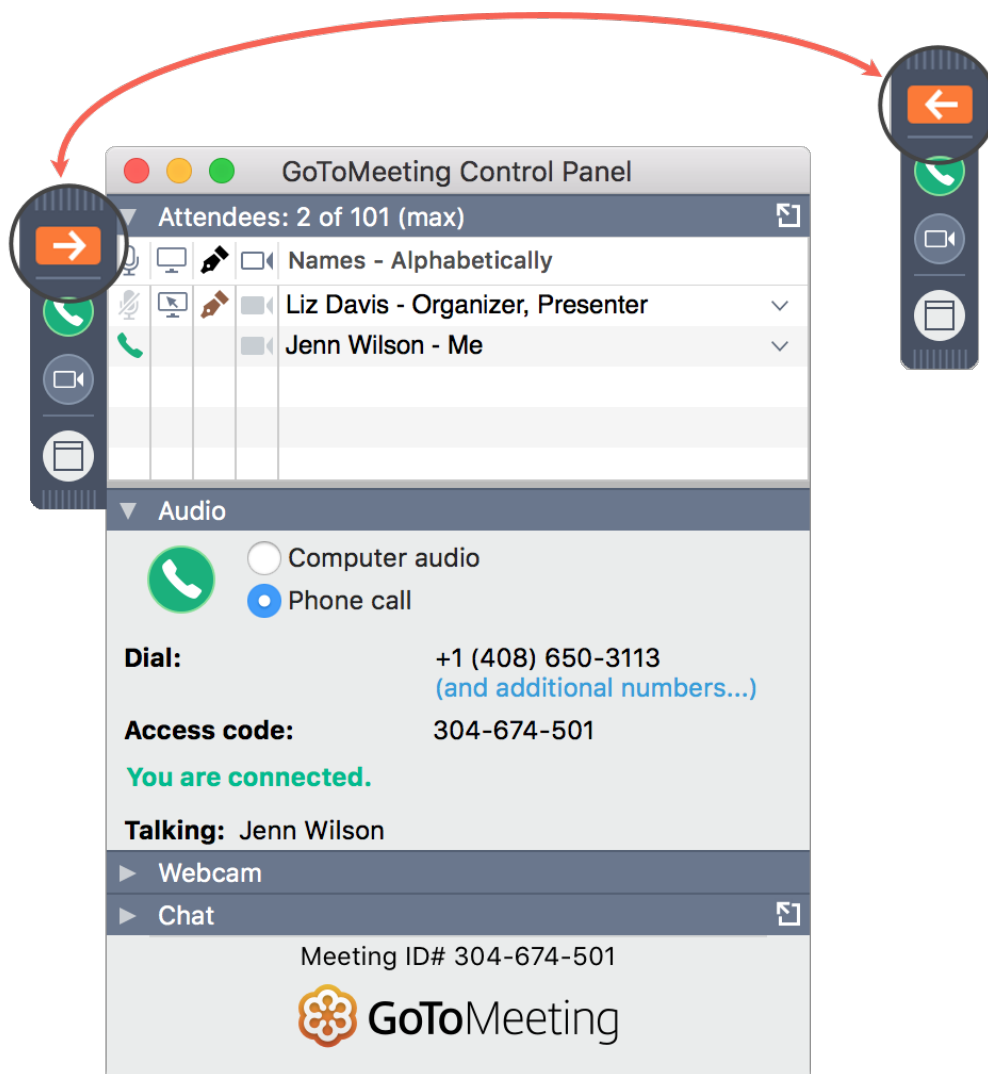 GoToMeeting Control Panel
Attendees: 2 of 101 (max)
Names - Alphabetically
Liz Davis - Organizer, Presenter
Jenn Wilson - Me
Audio
Computer audio
Phone call
Dial: +1 (408) 650-3113
(and additional numbers...)
Access code: 304-674-501
You are connected.
Talking: Jenn Wilson
Webcam
Chat
Meeting ID# 304-674-501
GoToMeeting